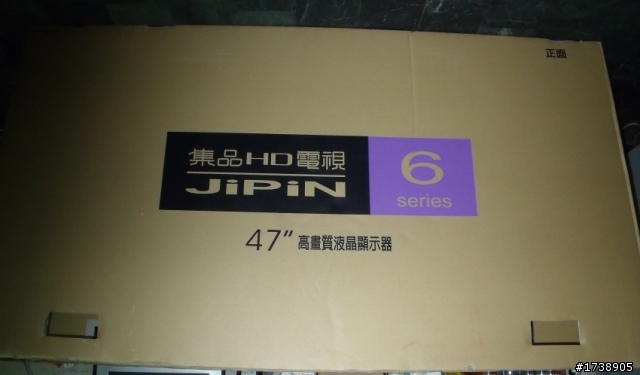 正面
集品HD電視
JiPiN
6
series
47" 高畫質液晶顯示器
#1738905